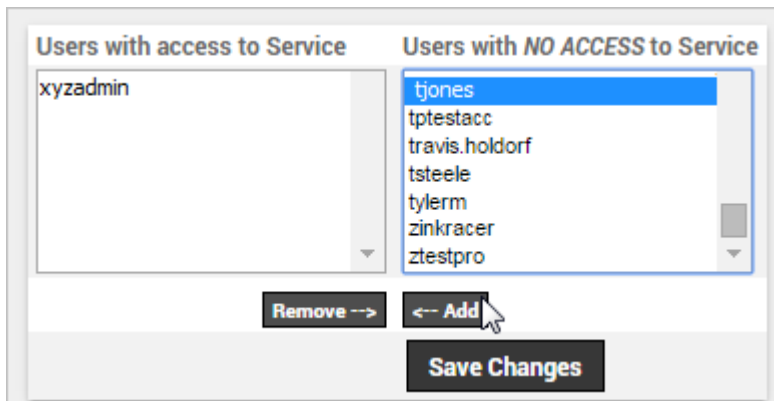 Users with access to Service
Users with NO ACCESS to Service
xyzadmin
tjones
tptestacc
travis.holdorf
tsteele
tylerm
zinkracer
ztestpro
Remove -->
<-- Add
Save Changes